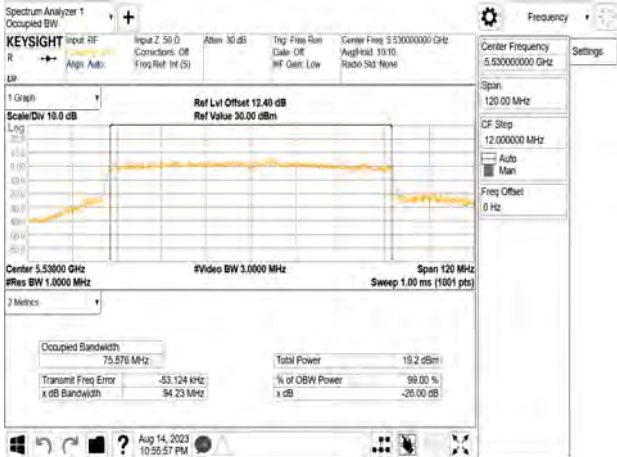 Spectrum Analyzer 1
Occupied BW
Frequency
KEYSIGHT
R
Input: RF
Align: Auto
Input Z: 50 Ω
Corrections: Off
Freq Ref: Int (S)
Atten: 30 dB
Trig: Free Run
Gate: Off
#IF Gain: Low
Center Freq: 5.530000000 GHz
Avg|Hold: 10/10
Radio Std: None
Center Frequency
5.530000000 GHz
Settings
Span
120.00 MHz
CF Step
12.000000 MHz
Auto
Man
Freq Offset
0 Hz
1 Graph
Scale/Div 10.0 dB
Log
Ref Lvl Offset 12.40 dB
Ref Value 30.00 dBm
Center 5.53000 GHz
#Res BW 1.0000 MHz
#Video BW 3.0000 MHz
Span 120 MHz
Sweep 1.00 ms (1001 pts)
2 Metrics
Occupied Bandwidth
75.576 MHz
Total Power
19.2 dBm
Transmit Freq Error
-53.124 kHz
% of OBW Power
99.00 %
x dB Bandwidth
94.23 MHz
x dB
-26.00 dB
Aug 14, 2023
10:55:57 PM